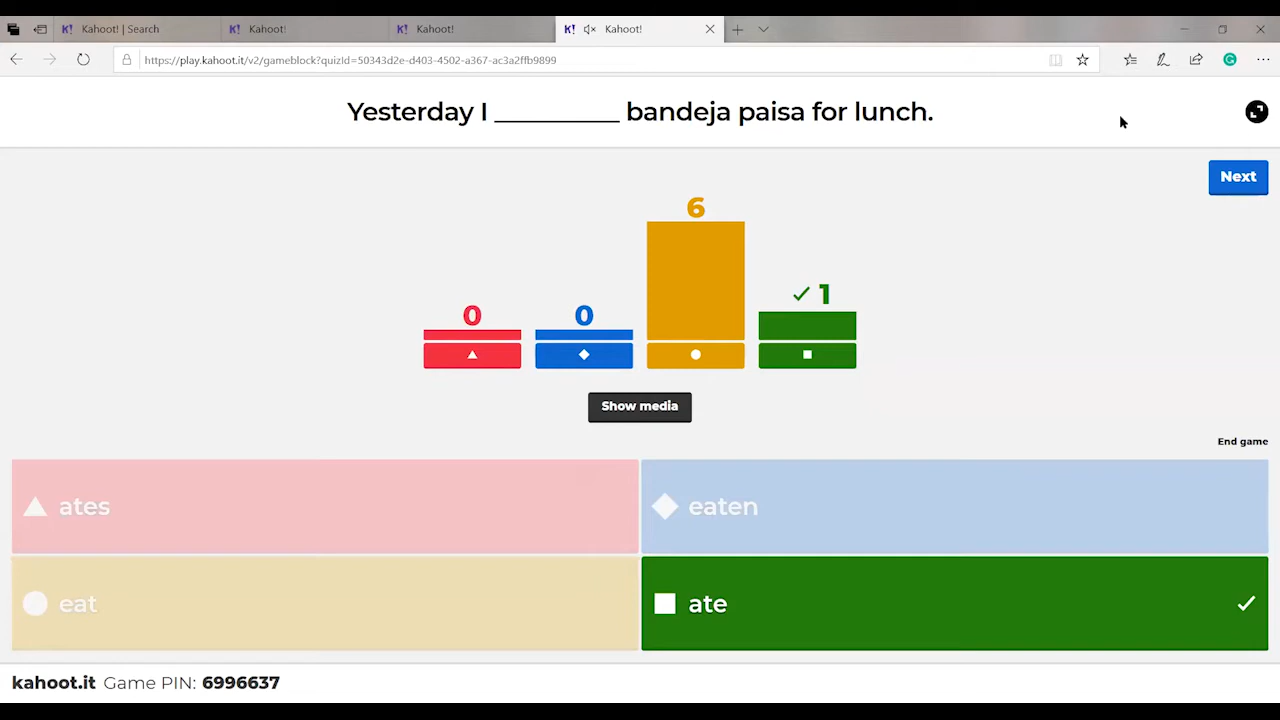 Kahoot! | Search
Kahoot!
Kahoot!
Kahoot!
https://play.kahoot.it/v2/gameblock?quizId=50343d2e-d403-4502-a367-ac3a2ffb9899
Yesterday I __________ bandeja paisa for lunch.
Next
0
0
6
1
Show media
End game
ates
eaten
eat
ate
kahoot.it Game PIN: 6996637